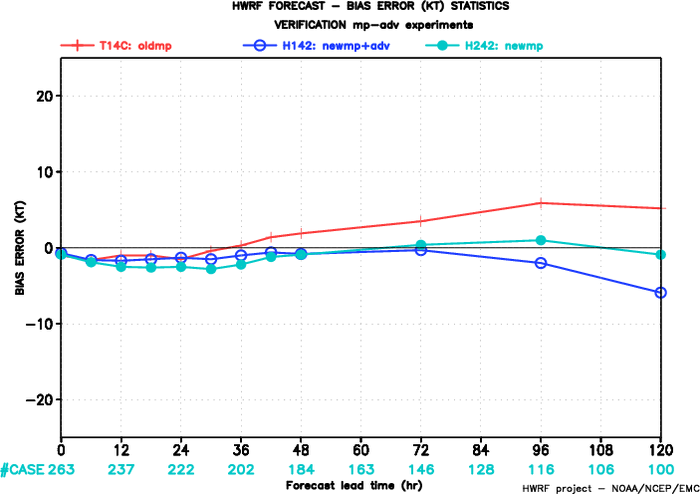 HWRF FORECAST − BIAS ERROR (KT) STATISTICS
VERIFICATION mp−adv experiments
T14C: oldmp H142: newmp+adv H242: newmp
20
10
0
−10
−20
BIAS ERROR (KT)
0 12 24 36 48 60 72 84 96 108 120
#CASE 263 237 222 202 184 163 146 128 116 106 100
Forecast lead time (hr)
HWRF project − NOAA/NCEP/EMC